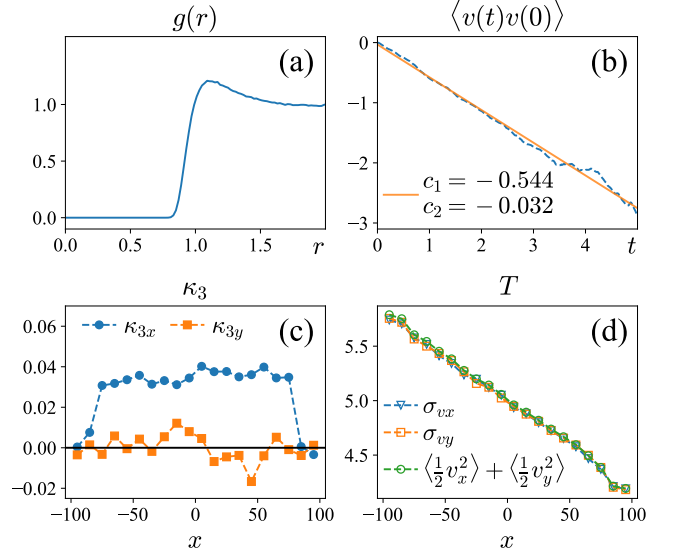 g(r)
(a)
1.0
0.5
0.0
0.0 0.5 1.0 1.5 r
⟨v(t)v(0)⟩
(b)
0
−1
−2
−3
c₁ = −0.544
c₂ = −0.032
0 1 2 3 4 t
κ₃
κ₃ₓ κ₃ᵧ (c)
0.06
0.04
0.02
0.00
−0.02
−100 −50 0 50 100
x
T
(d)
5.5
5.0
4.5
σᵥₓ
σᵥᵧ
⟨½vₓ²⟩ + ⟨½vᵧ²⟩
−100 −50 0 50 100
x